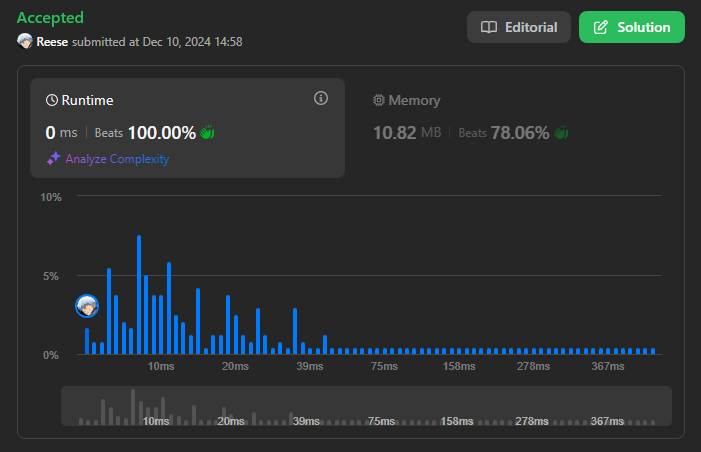 Accepted
Reese submitted at Dec 10, 2024 14:58
Editorial
Solution
Runtime
0 ms | Beats 100.00%
Analyze Complexity
Memory
10.82 MB | Beats 78.06%
10%
5%
0%
10ms 20ms 39ms 75ms 158ms 278ms 367ms
10ms 20ms 39ms 75ms 158ms 278ms 367ms